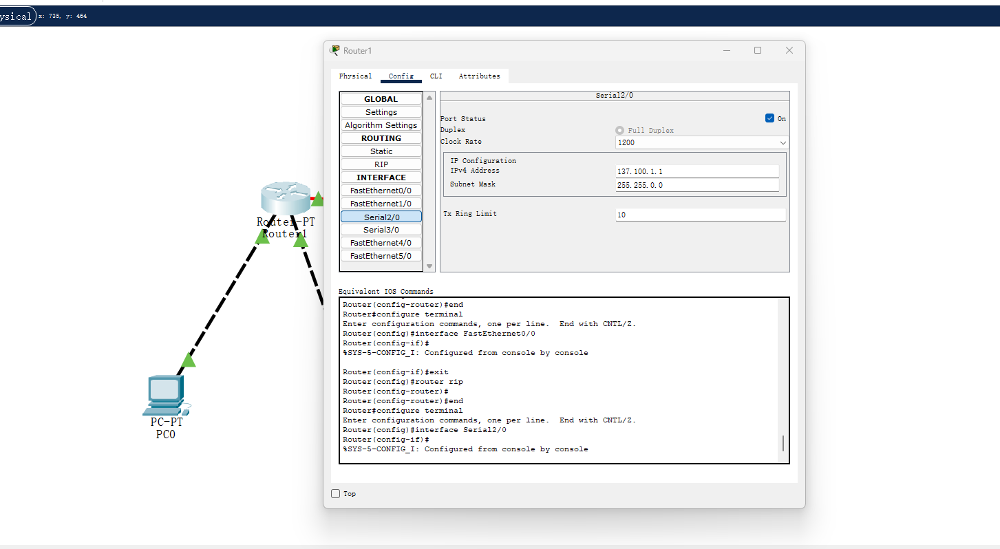 ysical
x: 735, y: 464
Router1
Physical Config CLI Attributes
GLOBAL
Settings
Algorithm Settings
ROUTING
Static
RIP
INTERFACE
FastEthernet0/0
FastEthernet1/0
Serial2/0
Serial3/0
FastEthernet4/0
FastEthernet5/0
Serial2/0
Port Status On
Duplex Full Duplex
Clock Rate 1200
IP Configuration
IPv4 Address 137.100.1.1
Subnet Mask 255.255.0.0
Tx Ring Limit 10
Equivalent IOS Commands
Router(config-router)#end
Router#configure terminal
Enter configuration commands, one per line.  End with CNTL/Z.
Router(config)#interface FastEthernet0/0
Router(config-if)#
%SYS-5-CONFIG_I: Configured from console by console
Router(config-if)#exit
Router(config)#router rip
Router(config-router)#
Router(config-router)#end
Router#configure terminal
Enter configuration commands, one per line.  End with CNTL/Z.
Router(config)#interface Serial2/0
Router(config-if)#
%SYS-5-CONFIG_I: Configured from console by console
Top
Router-PT
Router1
PC-PT
PC0